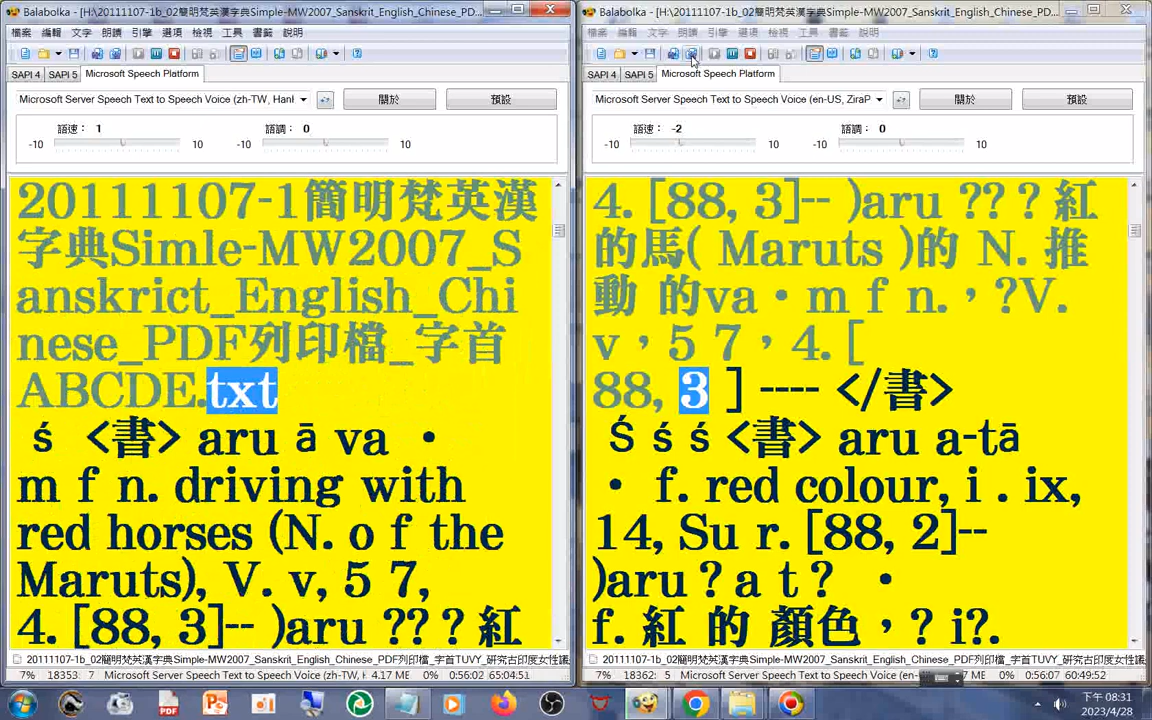 Balabolka - [H:\20111107-1b_02簡明梵英漢字典Simple-MW2007_Sanskrit_English_Chinese_PD...
檔案 編輯 文字 朗讀 引擎 選項 檢視 工具 書籤 說明
SAPI 4 SAPI 5 Microsoft Speech Platform
Microsoft Server Speech Text to Speech Voice (zh-TW, Hanl
關於 預設
語速： 1 語調： 0
-10 10 -10 10
20111107-1簡明梵英漢
字典Simle-MW2007_S
anskrict_English_Chi
nese_PDF列印檔_字首
ABCDE.txt
ś <書> aru ā va •
m f n. driving with
red horses (N. o f the
Maruts), V. v, 5 7,
4. [88, 3]-- )aru ?? ? 紅
20111107-1b_02簡明梵英漢字典Simple-MW2007_Sanskrit_English_Chinese_PDF列印檔_字首TUVY_研究古印度女性議
7% 18353: 7 Microsoft Server Speech Text to Speech Voice (zh-TW, H 4.17 MB 0% 0:56:02 65:04:51
Balabolka - [H:\20111107-1b_02簡明梵英漢字典Simple-MW2007_Sanskrit_English_Chinese_PD...
檔案 編輯 文字 朗讀 引擎 選項 檢視 工具 書籤 說明
SAPI 4 SAPI 5 Microsoft Speech Platform
Microsoft Server Speech Text to Speech Voice (en-US, ZiraP
關於 預設
語速： -2 語調： 0
-10 10 -10 10
4. [88, 3]-- )aru ?? ? 紅
的馬( Maruts )的 N. 推
動 的va • m f n.，?V.
v，5 7，4. [
88, 3 ] ---- </書>
Ś ś ś <書> aru a-tā
• f. red colour, i . ix,
14, Su r. [88, 2]--
)aru ? a t ? •
f. 紅 的 顏色，? i?.
20111107-1b_02簡明梵英漢字典Simple-MW2007_Sanskrit_English_Chinese_PDF列印檔_字首TUVY_研究古印度女性議
7% 18362: 5 Microsoft Server Speech Text to Speech Voice (en-US MB 0% 0:56:07 60:49:52
下午 08:31
2023/4/28